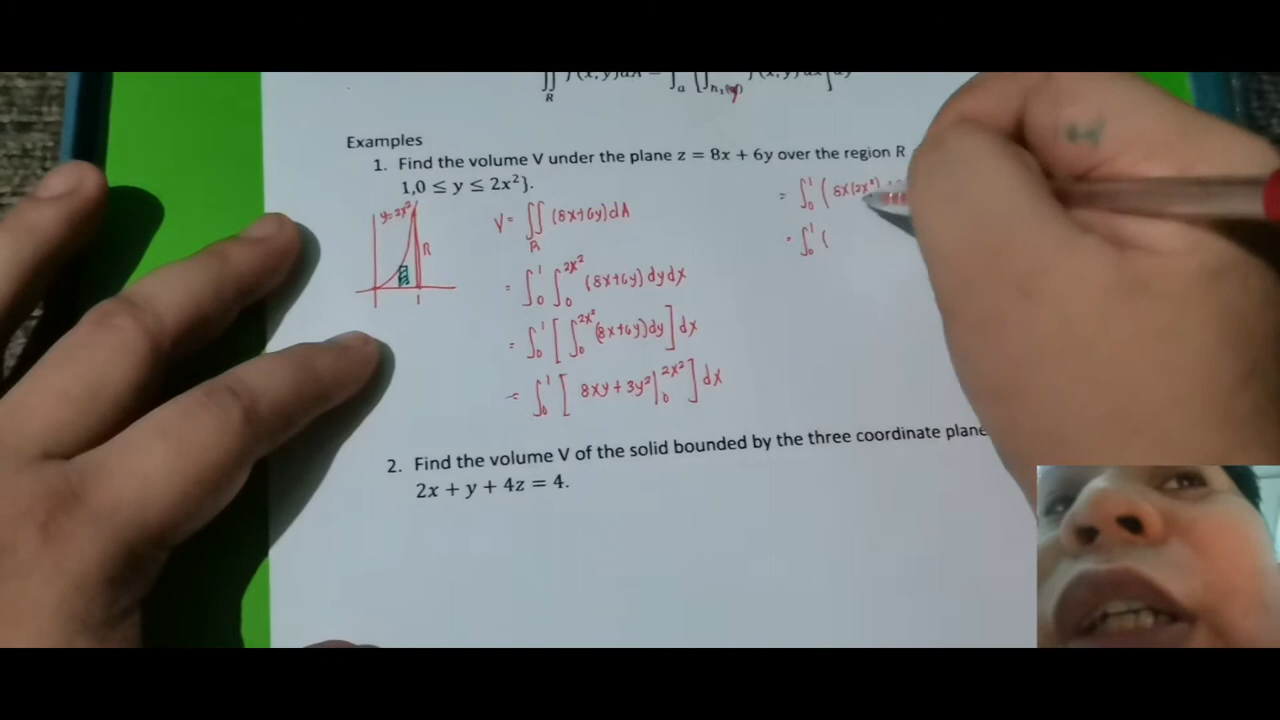 Examples
1. Find the volume V under the plane z = 8x + 6y over the region R
1,0 ≤ y ≤ 2x²}.
y=2x²
R
1
V = ∬_R (8x+6y)dA
= ∫₀¹ ∫₀^{2x²} (8x+6y) dy dx
= ∫₀¹ [ ∫₀^{2x²} (8x+6y)dy ] dx
= ∫₀¹ [ 8xy + 3y² |₀^{2x²} ] dx
= ∫₀¹ ( 8x(2x²)
= ∫₀¹ (
2. Find the volume V of the solid bounded by the three coordinate plane
2x + y + 4z = 4.